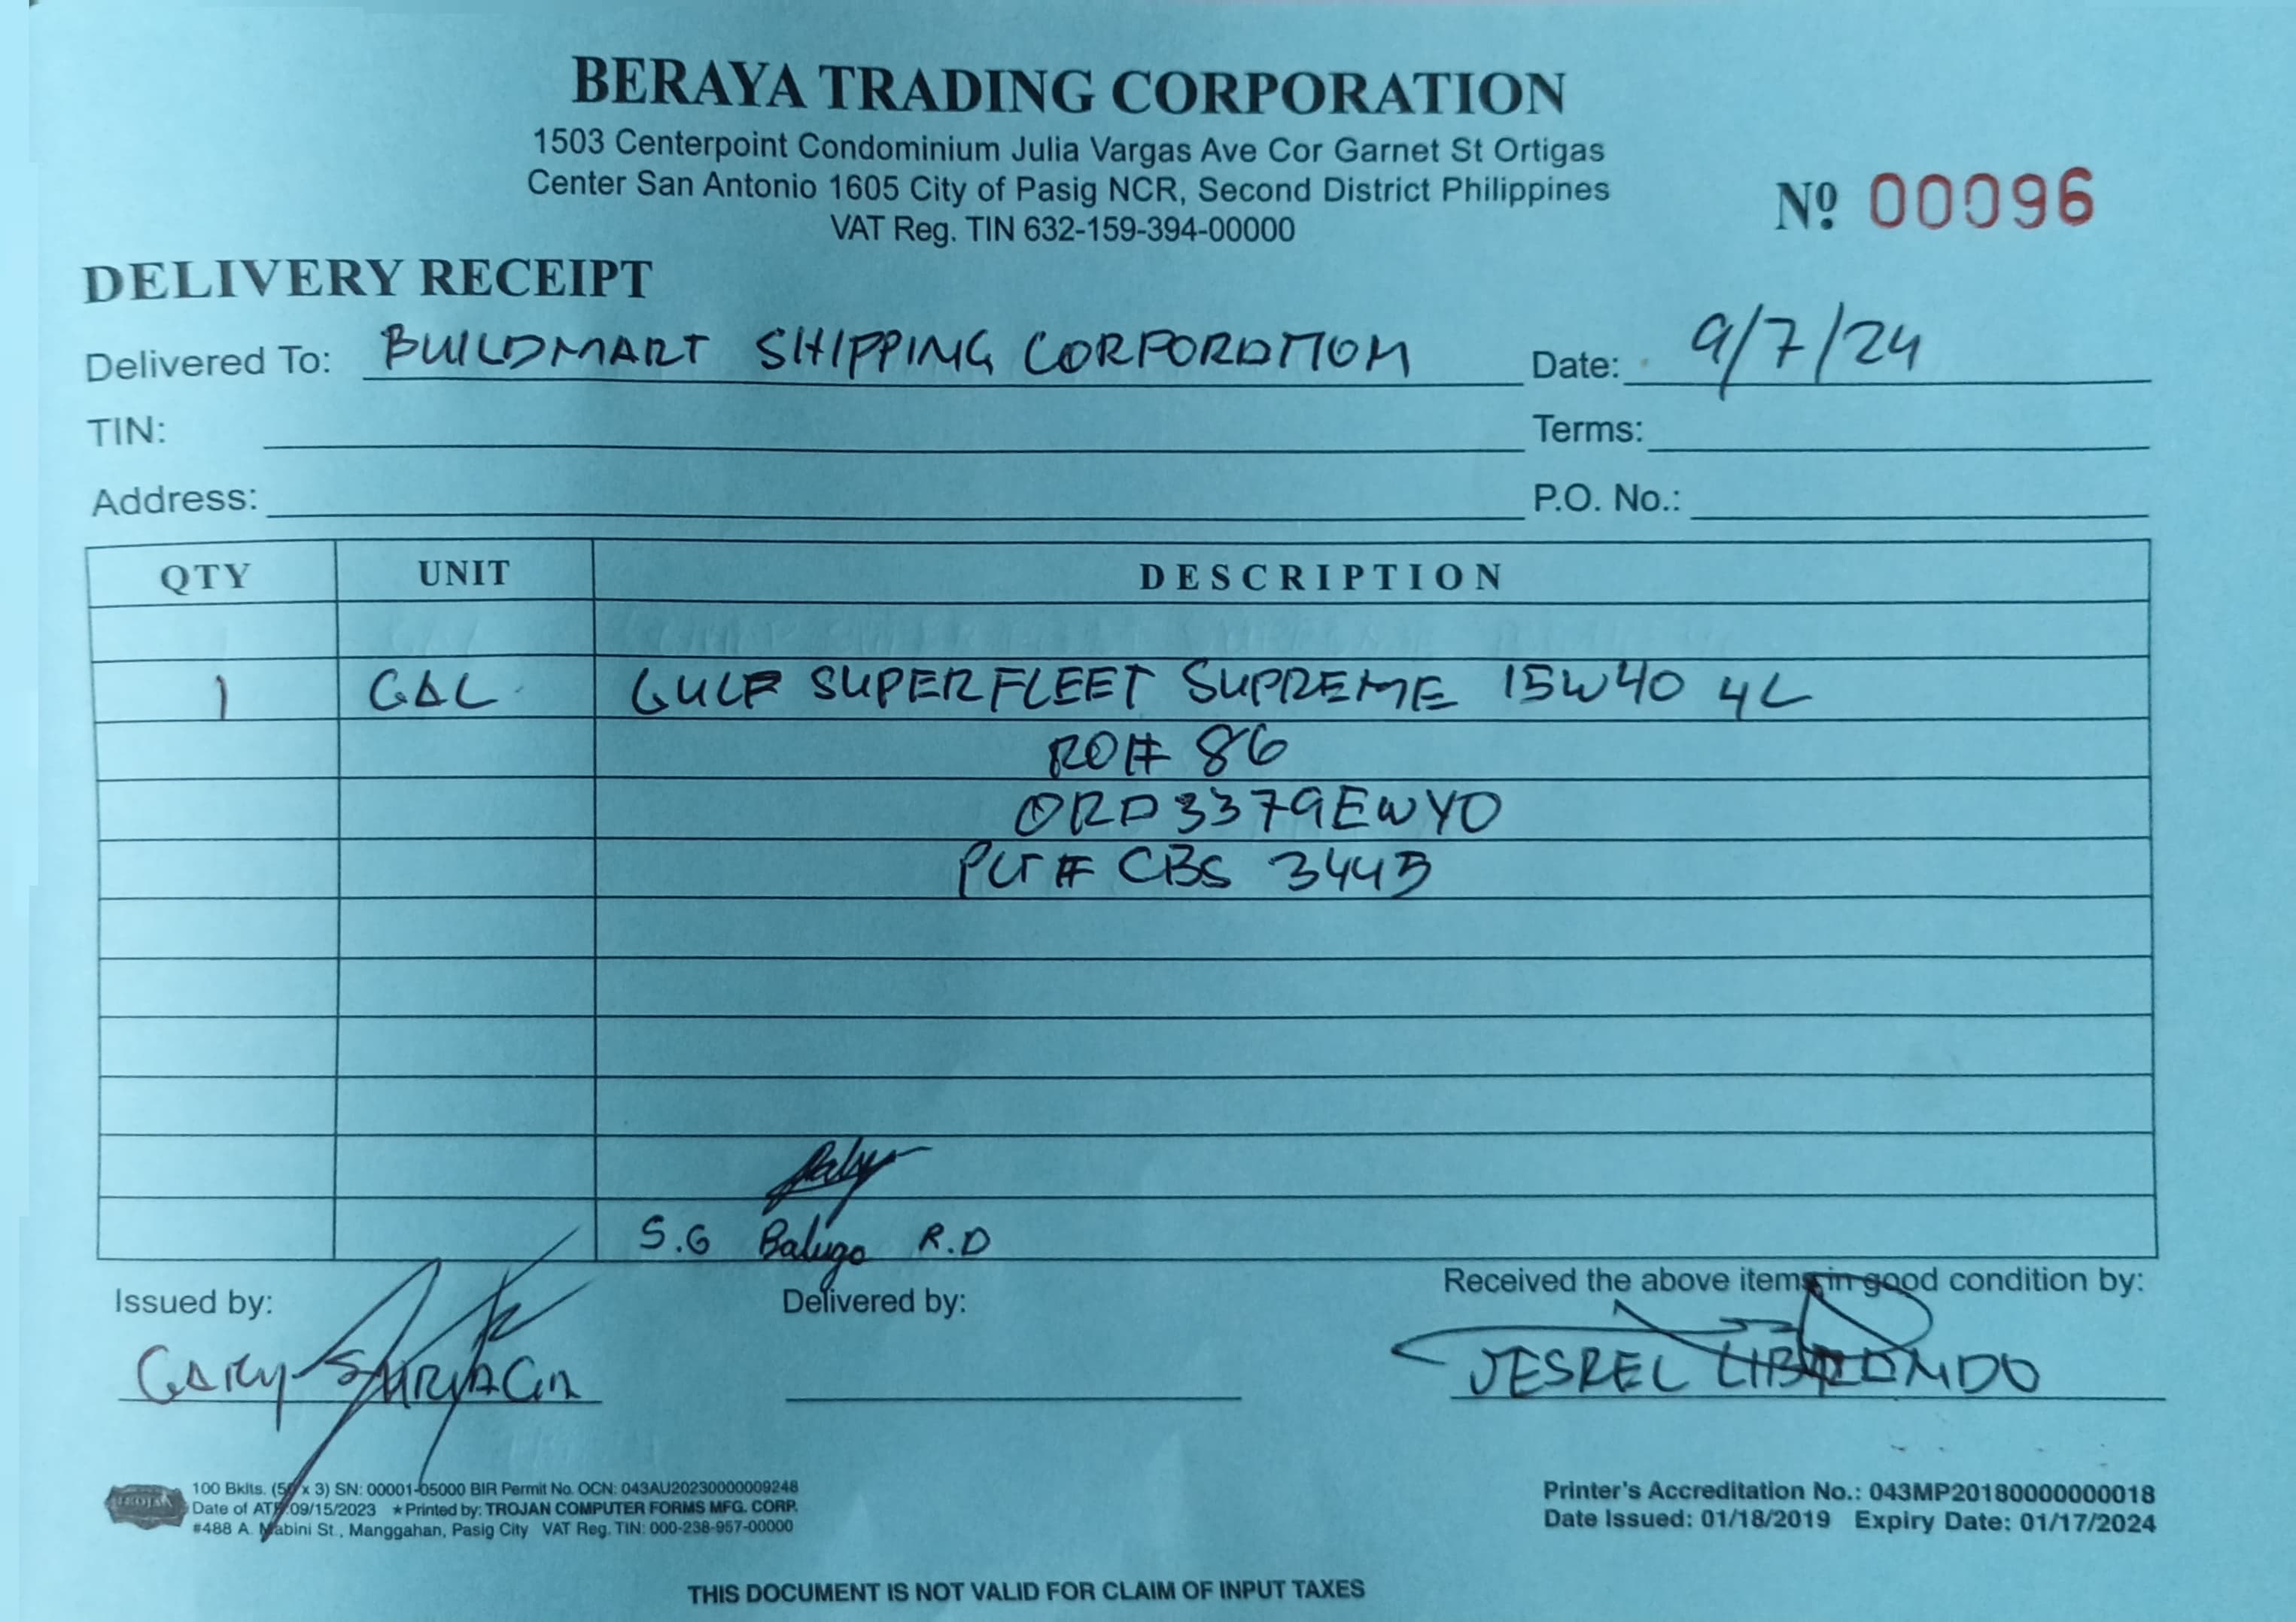 BERAYA TRADING CORPORATION
1503 Centerpoint Condominium Julia Vargas Ave Cor Garnet St Ortigas
Center San Antonio 1605 City of Pasig NCR, Second District Philippines
VAT Reg. TIN 632-159-394-00000
Nº 00096
DELIVERY RECEIPT
Delivered To: BUILDMART SHIPPING CORPORATION Date: 9/7/24
TIN: Terms:
Address: P.O. No.:
QTY UNIT DESCRIPTION
1 GAL GULF SUPERFLEET SUPREME 15W40 4L
RO# 86
ORD3379EWYO
PLT# CBS 3445
S.G Baluga R.D
Issued by: Delivered by: Received the above items in good condition by:
GARY JESREL
100 Bklts. (50 x 3) SN: 00001-05000 BIR Permit No. OCN: 043AU20230000009248
Date of ATP 09/15/2023 ★Printed by: TROJAN COMPUTER FORMS MFG. CORP.
#488 A. Mabini St., Manggahan, Pasig City VAT Reg. TIN: 000-238-957-00000
TROJAN
Printer's Accreditation No.: 043MP20180000000018
Date Issued: 01/18/2019 Expiry Date: 01/17/2024
THIS DOCUMENT IS NOT VALID FOR CLAIM OF INPUT TAXES